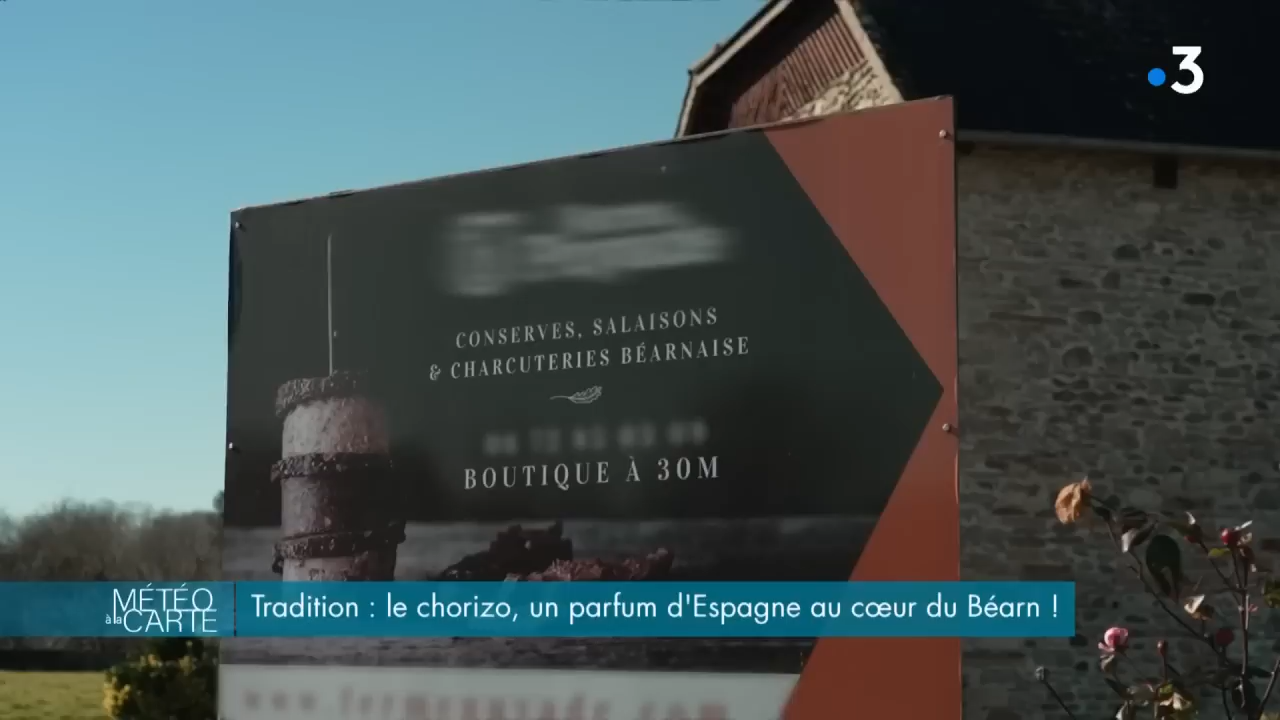 3
CONSERVES, SALAISONS
& CHARCUTERIES BÉARNAISE
BOUTIQUE À 30M
MÉTÉO
à la CARTE
Tradition : le chorizo, un parfum d'Espagne au cœur du Béarn !